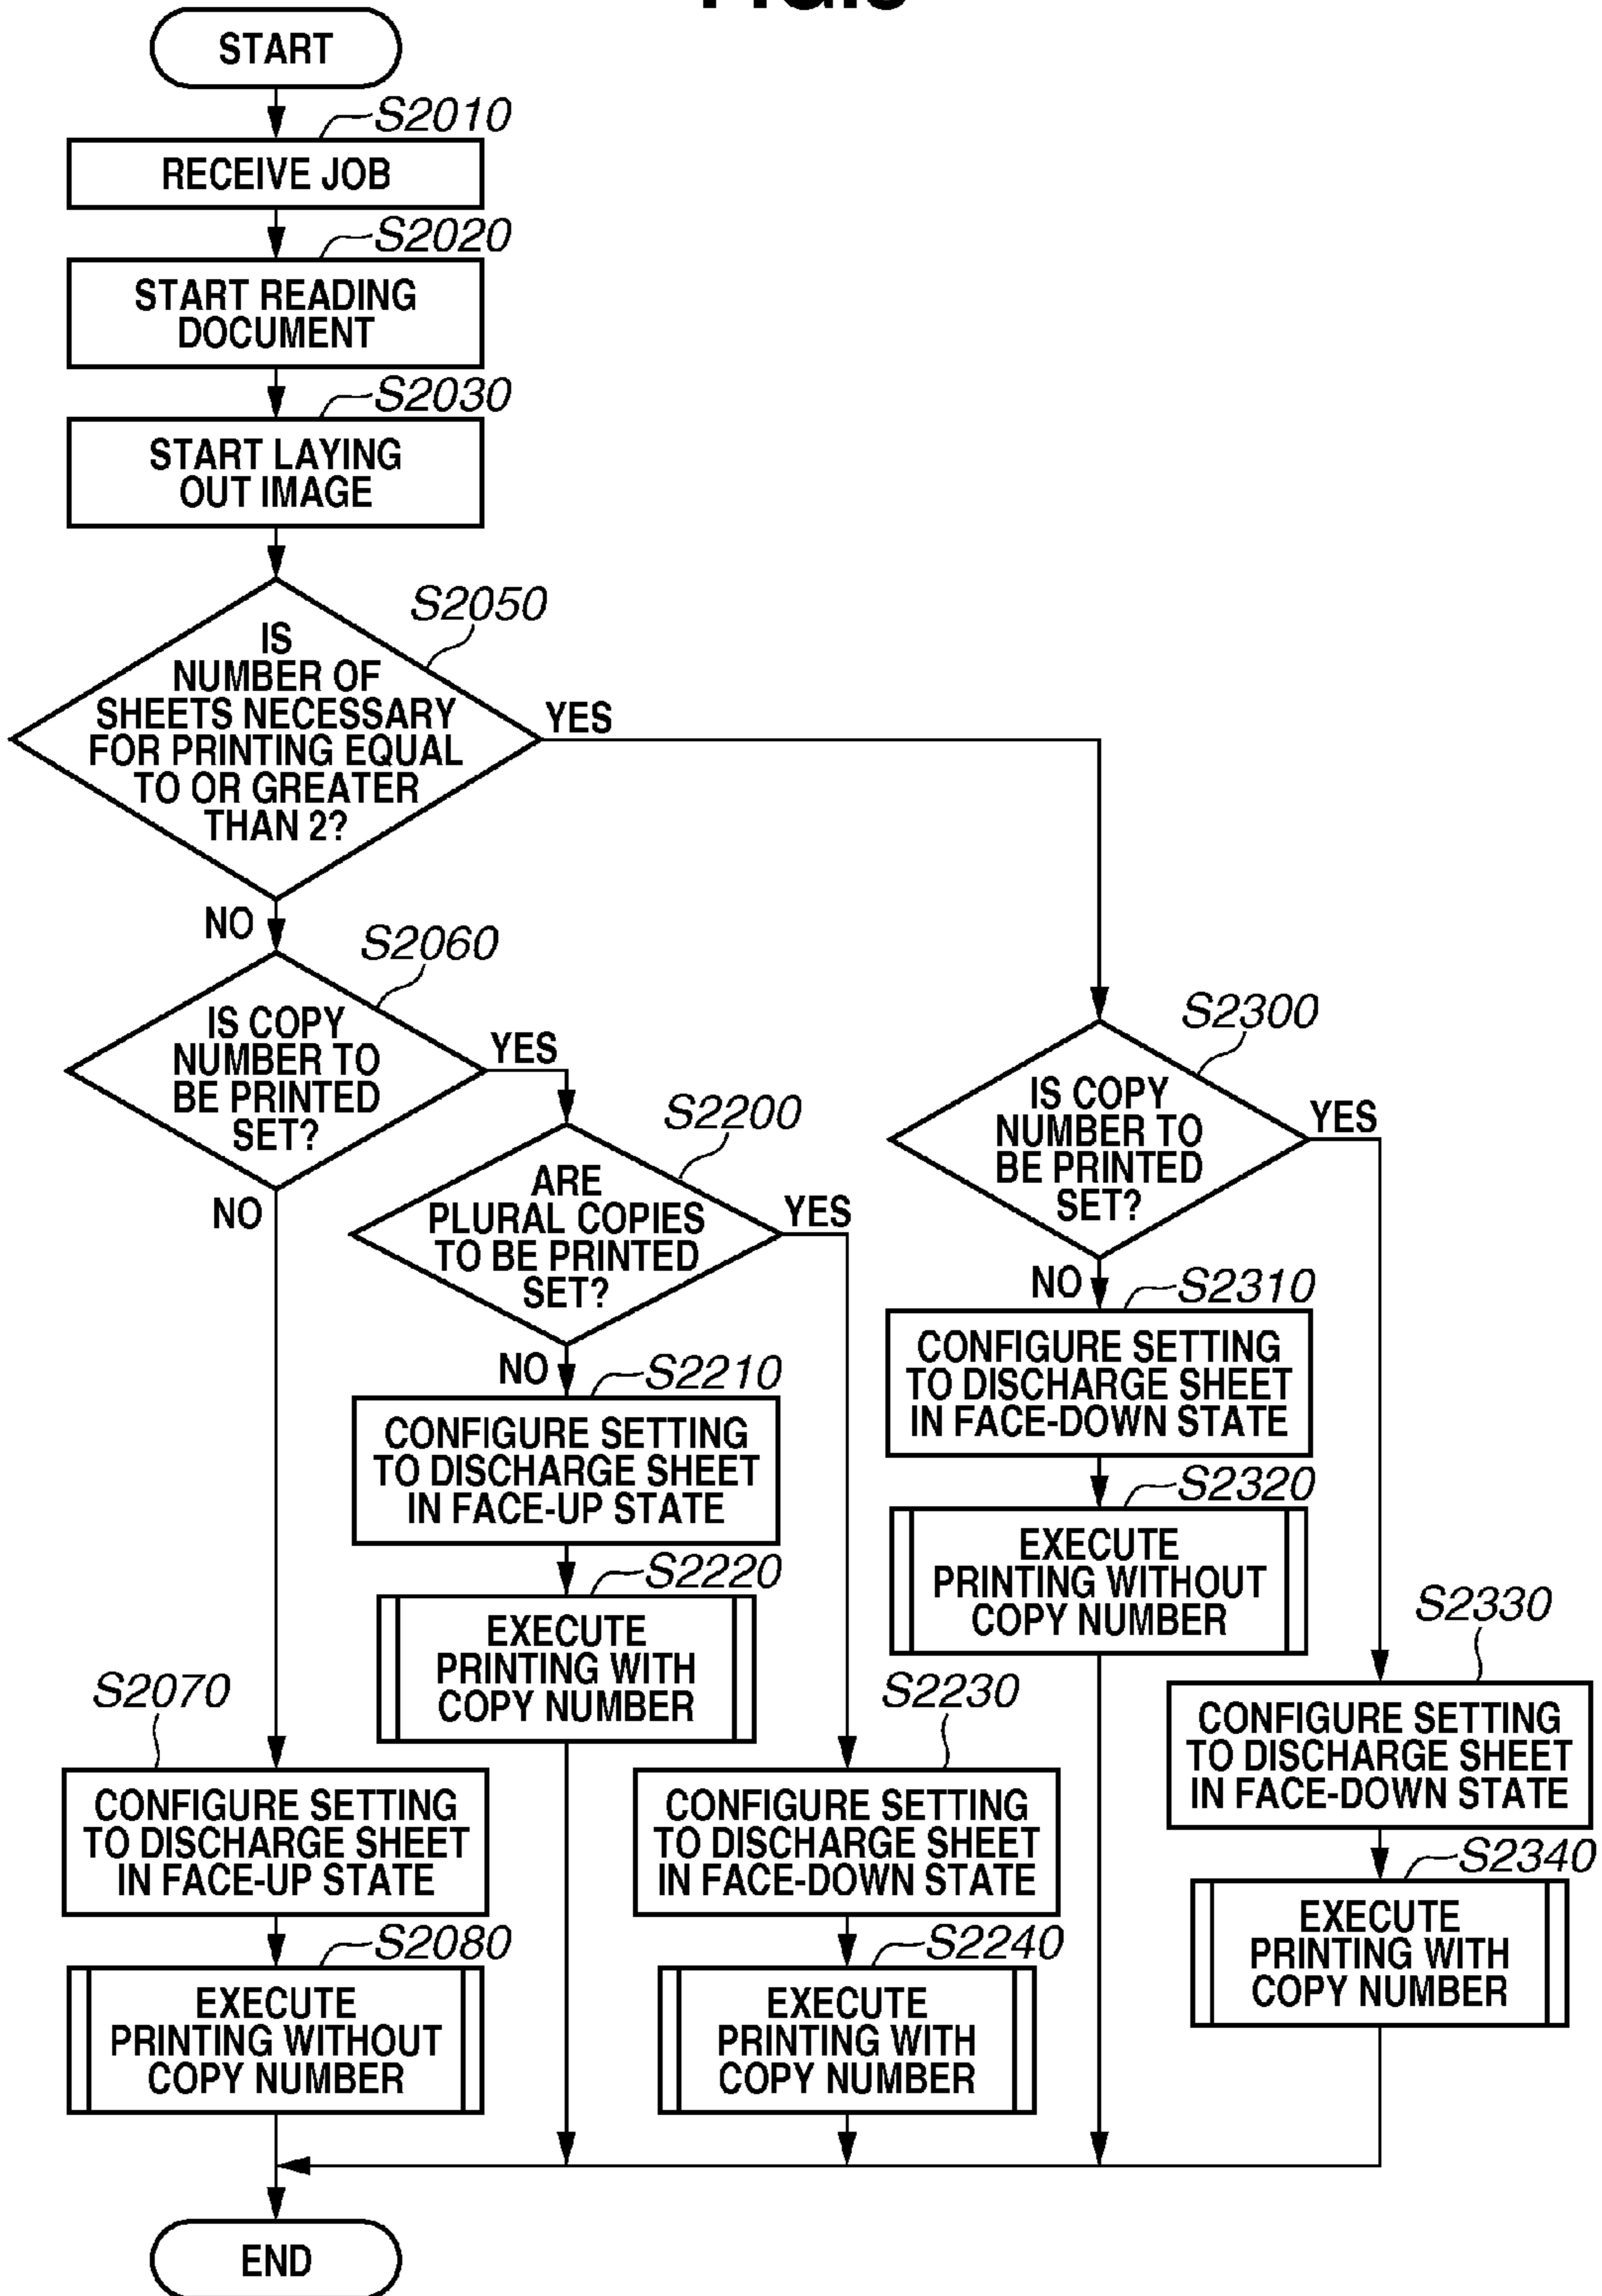 START
S2010
RECEIVE JOB
S2020
START READING
DOCUMENT
S2030
START LAYING
OUT IMAGE
S2050
IS
NUMBER OF
SHEETS NECESSARY
FOR PRINTING EQUAL
TO OR GREATER
THAN 2?
YES
NO
S2060
IS COPY
NUMBER TO
BE PRINTED
SET?
YES
NO
S2200
ARE
PLURAL COPIES
TO BE PRINTED
SET?
YES
NO
S2300
IS COPY
NUMBER TO
BE PRINTED
SET?
YES
NO
S2310
CONFIGURE SETTING
TO DISCHARGE SHEET
IN FACE-DOWN STATE
S2210
CONFIGURE SETTING
TO DISCHARGE SHEET
IN FACE-UP STATE
S2320
EXECUTE
PRINTING WITHOUT
COPY NUMBER
S2220
EXECUTE
PRINTING WITH
COPY NUMBER
S2330
CONFIGURE SETTING
TO DISCHARGE SHEET
IN FACE-DOWN STATE
S2070
CONFIGURE SETTING
TO DISCHARGE SHEET
IN FACE-UP STATE
S2230
CONFIGURE SETTING
TO DISCHARGE SHEET
IN FACE-DOWN STATE
S2340
EXECUTE
PRINTING WITH
COPY NUMBER
S2080
EXECUTE
PRINTING WITHOUT
COPY NUMBER
S2240
EXECUTE
PRINTING WITH
COPY NUMBER
END